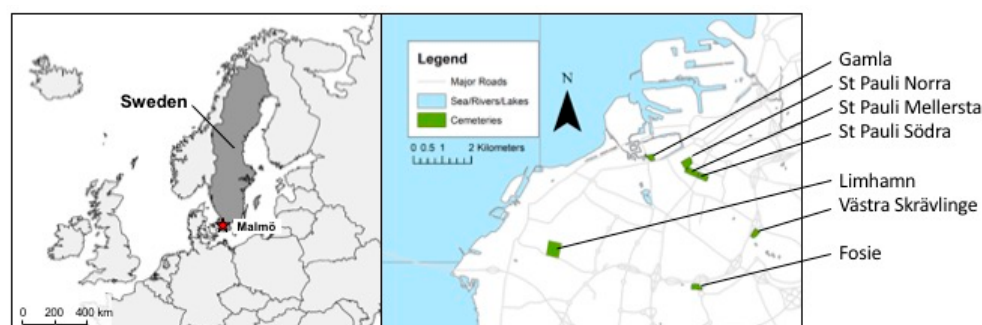 Sweden
Malmö
0 200 400 km
Legend
Major Roads
Sea/Rivers/Lakes
Cemeteries
N
0 0.5 1 2 Kilometers
Gamla
St Pauli Norra
St Pauli Mellersta
St Pauli Södra
Limhamn
Västra Skrävlinge
Fosie